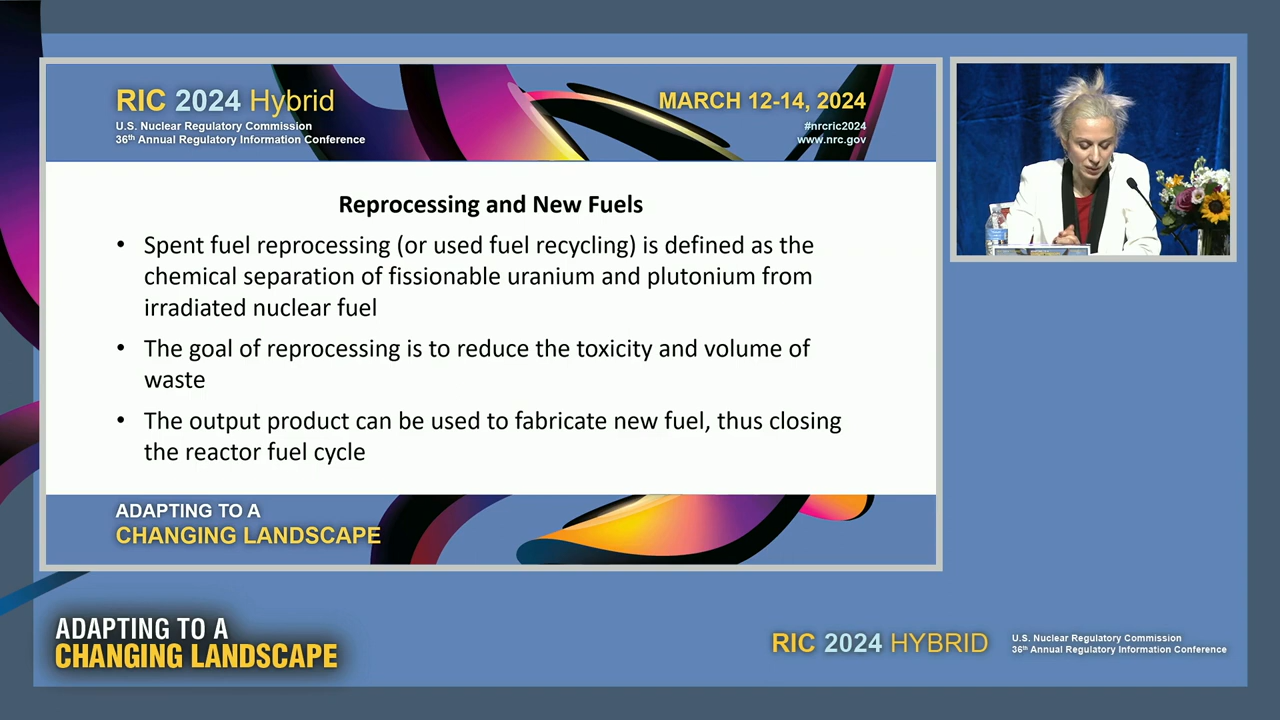 RIC 2024 Hybrid
U.S. Nuclear Regulatory Commission
36th Annual Regulatory Information Conference
MARCH 12-14, 2024
#nrcric2024
www.nrc.gov
Reprocessing and New Fuels
• Spent fuel reprocessing (or used fuel recycling) is defined as the
chemical separation of fissionable uranium and plutonium from
irradiated nuclear fuel
• The goal of reprocessing is to reduce the toxicity and volume of
waste
• The output product can be used to fabricate new fuel, thus closing
the reactor fuel cycle
ADAPTING TO A
CHANGING LANDSCAPE
ADAPTING TO A
CHANGING LANDSCAPE
RIC 2024 HYBRID
U.S. Nuclear Regulatory Commission
36th Annual Regulatory Information Conference